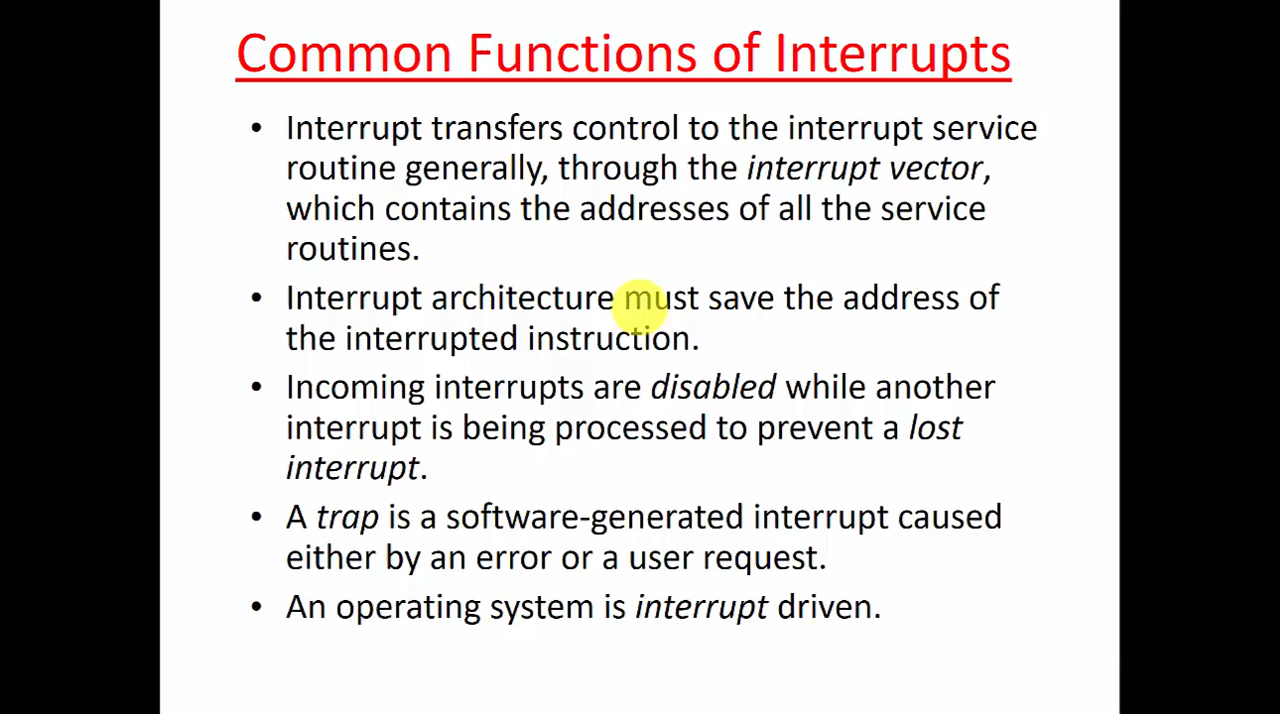 Common Functions of Interrupts
• Interrupt transfers control to the interrupt service
routine generally, through the interrupt vector,
which contains the addresses of all the service
routines.
• Interrupt architecture must save the address of
the interrupted instruction.
• Incoming interrupts are disabled while another
interrupt is being processed to prevent a lost
interrupt.
• A trap is a software-generated interrupt caused
either by an error or a user request.
• An operating system is interrupt driven.